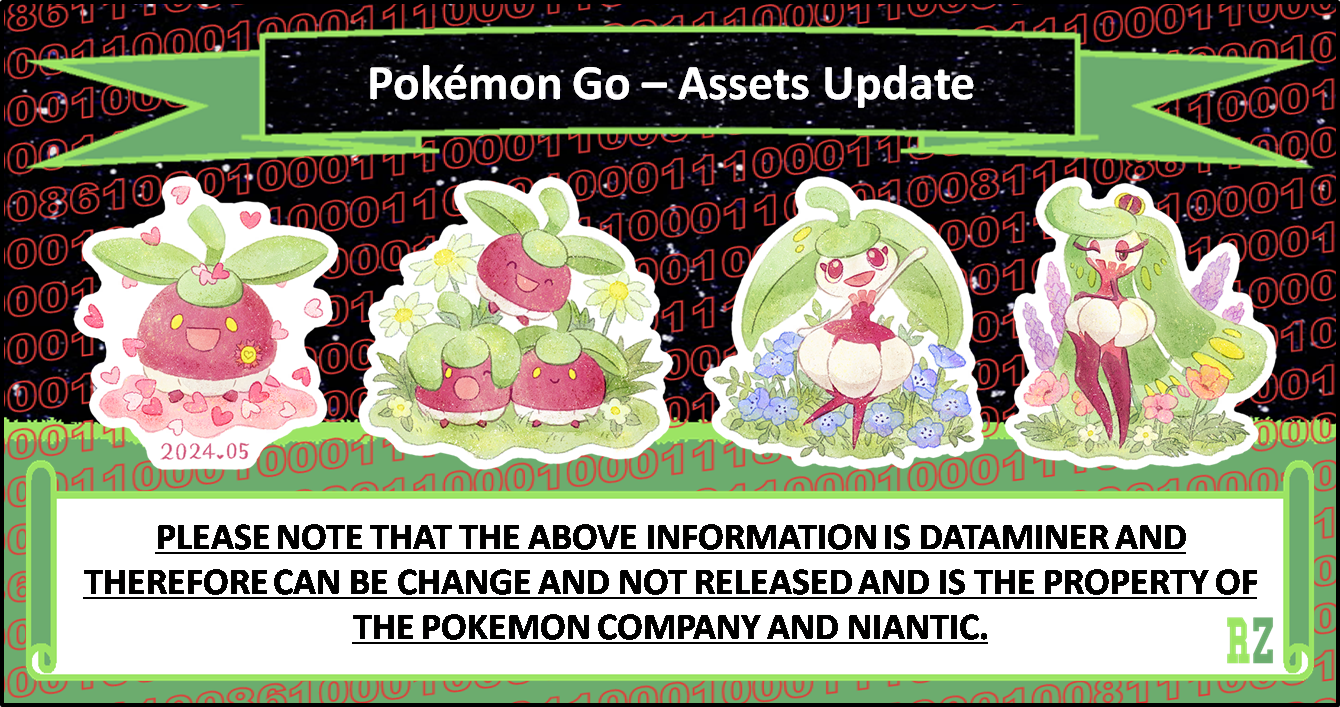 Pokémon Go – Assets Update
2024.05
PLEASE NOTE THAT THE ABOVE INFORMATION IS DATAMINER AND
THEREFORE CAN BE CHANGE AND NOT RELEASED AND IS THE PROPERTY OF
THE POKEMON COMPANY AND NIANTIC.
RZ